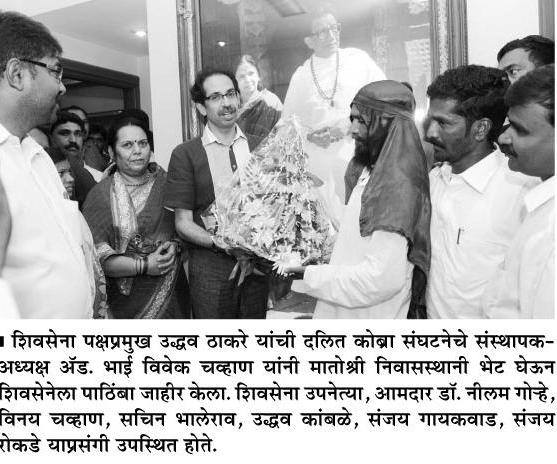 ▪ शिवसेना पक्षप्रमुख उद्धव ठाकरे यांची दलित कोब्रा संघटनेचे संस्थापक-
अध्यक्ष ॲड. भाई विवेक चव्हाण यांनी मातोश्री निवासस्थानी भेट घेऊन
शिवसेनेला पाठिंबा जाहीर केला. शिवसेना उपनेत्या, आमदार डॉ. नीलम गोऱ्हे,
विनय चव्हाण, सचिन भालेराव, उद्धव कांबळे, संजय गायकवाड, संजय
रोकडे याप्रसंगी उपस्थित होते.